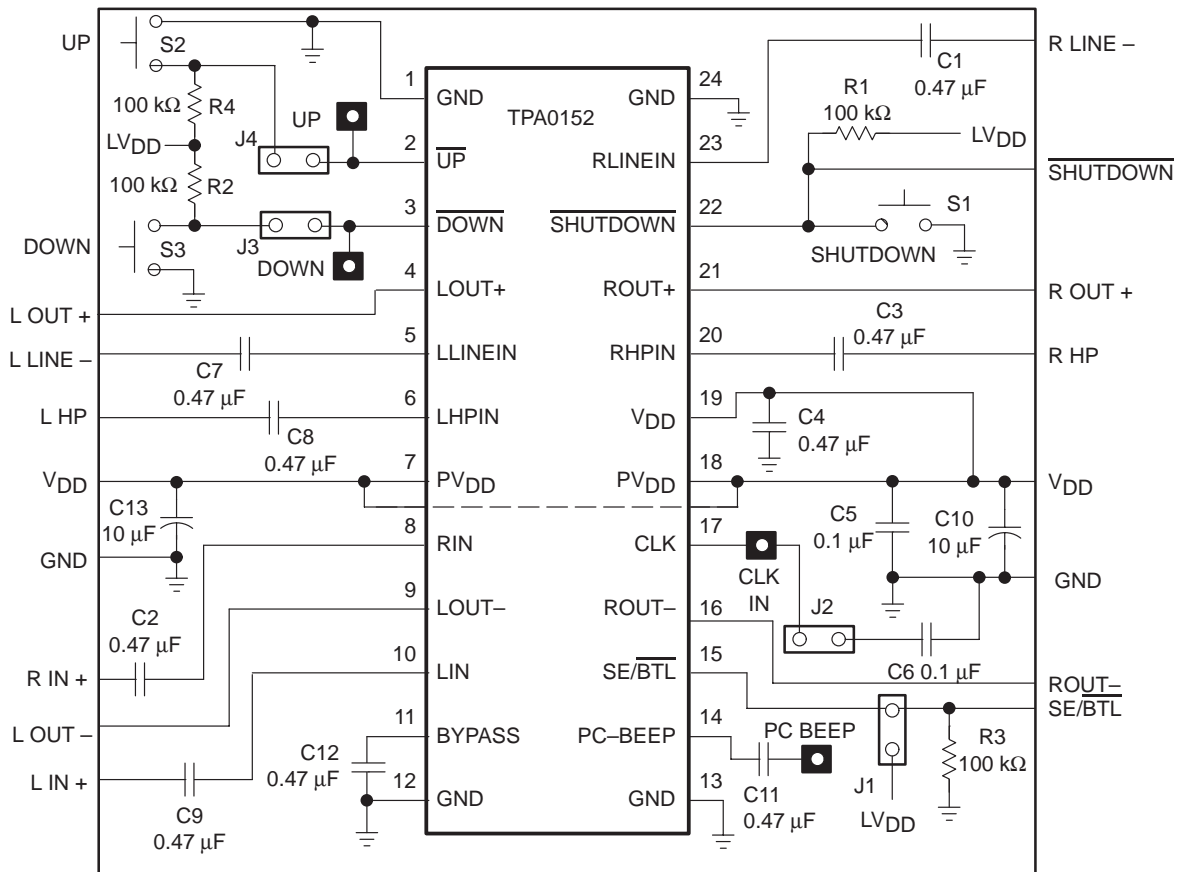 UP
S2
100 kΩ
R4
LVDD
100 kΩ
R2
DOWN
S3
J4
UP
J3
DOWN
L OUT +
L LINE –
C7
0.47 µF
L HP
C8
0.47 µF
VDD
C13
10 µF
GND
C2
0.47 µF
R IN +
L OUT –
L IN +
C9
0.47 µF
C12
0.47 µF
TPA0152
1
GND
2
UP
3
DOWN
4
LOUT+
5
LLINEIN
6
LHPIN
7
PVDD
8
RIN
9
LOUT–
10
LIN
11
BYPASS
12
GND
24
GND
23
RLINEIN
22
SHUTDOWN
21
ROUT+
20
RHPIN
19
VDD
18
PVDD
17
CLK
16
ROUT–
15
SE/BTL
14
PC–BEEP
13
GND
C1
0.47 µF
R LINE –
R1
100 kΩ
LVDD
SHUTDOWN
S1
SHUTDOWN
R OUT +
C3
0.47 µF
R HP
C4
0.47 µF
VDD
C5
0.1 µF
C10
10 µF
GND
CLK
IN
J2
C6 0.1 µF
ROUT–
SE/BTL
PC BEEP
C11
0.47 µF
J1
LVDD
R3
100 kΩ